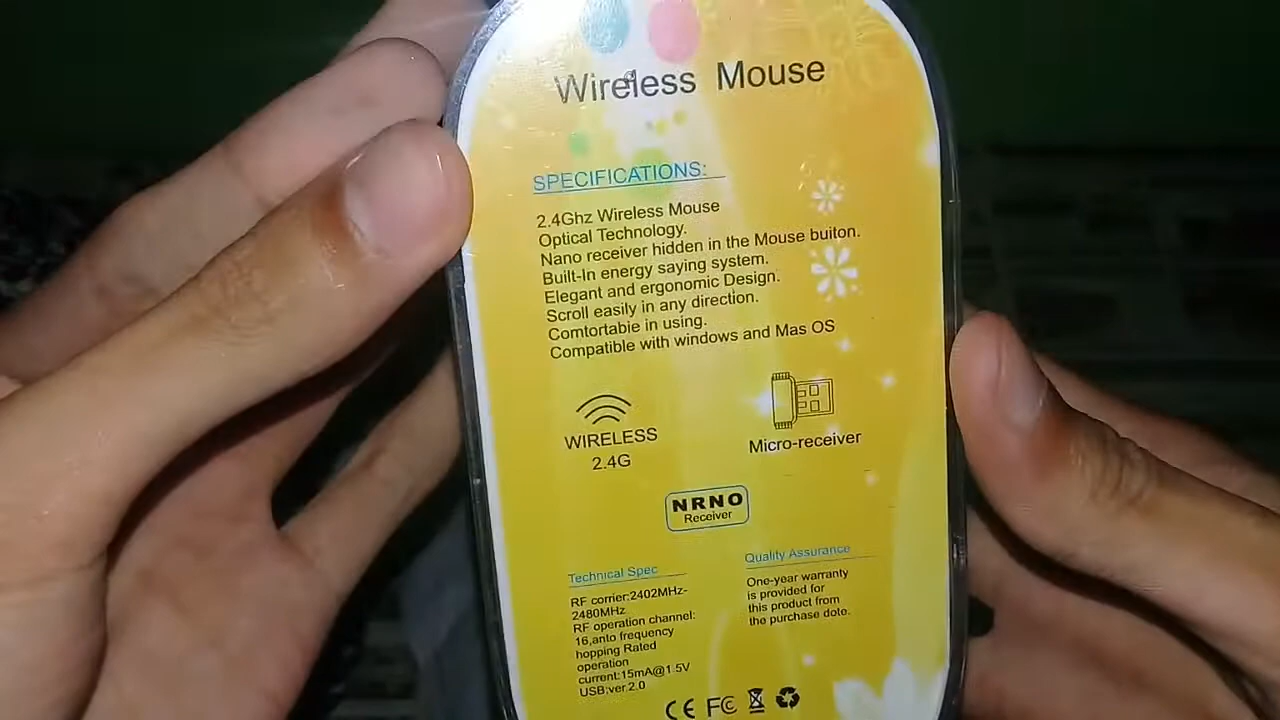 Wireless Mouse
SPECIFICATIONS:
2.4Ghz Wireless Mouse
Optical Technology.
Nano receiver hidden in the Mouse buiton.
Built-In energy saying system.
Elegant and ergonomic Design.
Scroll easily in any direction.
Comtortable in using.
Compatible with windows and Mas OS
WIRELESS
2.4G
Micro-receiver
NRNO
Receiver
Technical Spec
RF corrier:2402MHz-
2480MHz
RF operation channel:
16,anto frequency
hopping Rated
operation
current:15mA@1.5V
USB:ver.2.0
Quality Assurance
One-year warranty
is provided for
this product from
the purchase dote.
CE FC